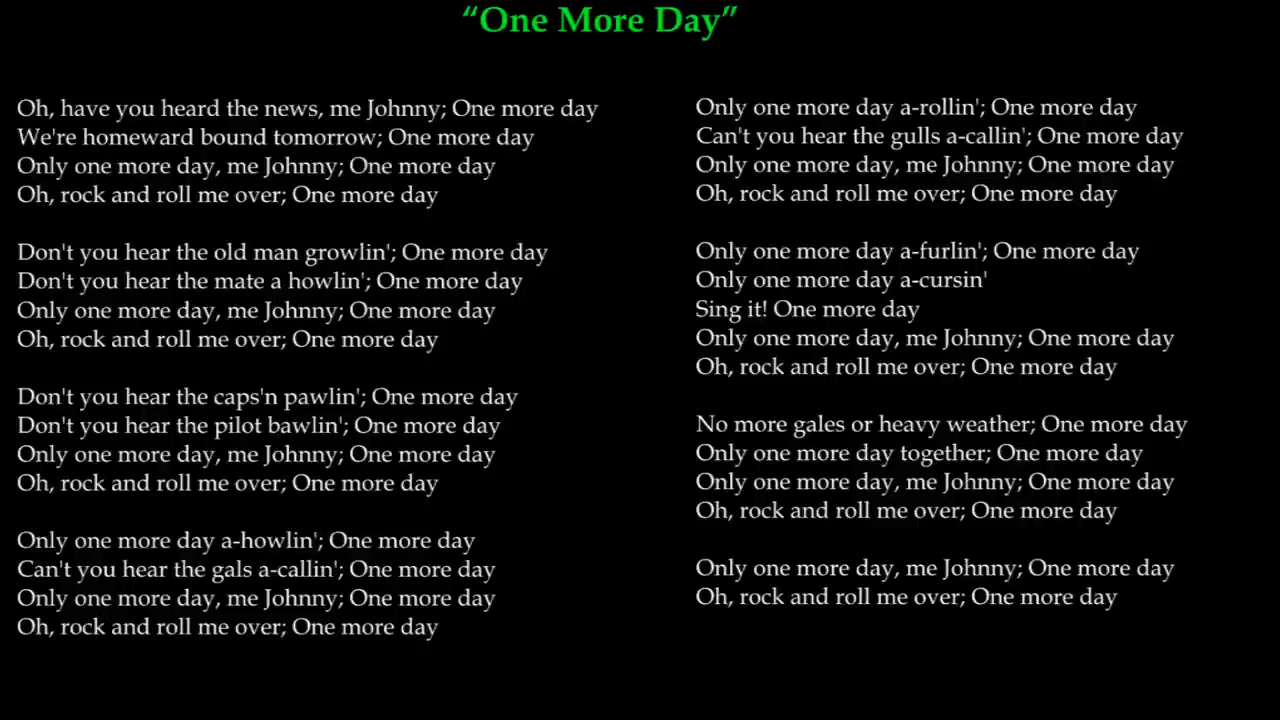 “One More Day”
Oh, have you heard the news, me Johnny; One more day
We're homeward bound tomorrow; One more day
Only one more day, me Johnny; One more day
Oh, rock and roll me over; One more day
Don't you hear the old man growlin'; One more day
Don't you hear the mate a howlin'; One more day
Only one more day, me Johnny; One more day
Oh, rock and roll me over; One more day
Don't you hear the caps'n pawlin'; One more day
Don't you hear the pilot bawlin'; One more day
Only one more day, me Johnny; One more day
Oh, rock and roll me over; One more day
Only one more day a-howlin'; One more day
Can't you hear the gals a-callin'; One more day
Only one more day, me Johnny; One more day
Oh, rock and roll me over; One more day
Only one more day a-rollin'; One more day
Can't you hear the gulls a-callin'; One more day
Only one more day, me Johnny; One more day
Oh, rock and roll me over; One more day
Only one more day a-furlin'; One more day
Only one more day a-cursin'
Sing it! One more day
Only one more day, me Johnny; One more day
Oh, rock and roll me over; One more day
No more gales or heavy weather; One more day
Only one more day together; One more day
Only one more day, me Johnny; One more day
Oh, rock and roll me over; One more day
Only one more day, me Johnny; One more day
Oh, rock and roll me over; One more day